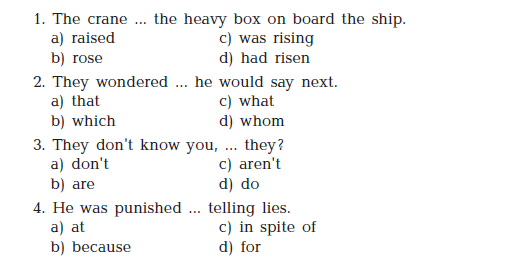 1. The crane ... the heavy box on board the ship.
a) raised c) was rising
b) rose d) had risen
2. They wondered ... he would say next.
a) that c) what
b) which d) whom
3. They don't know you, ... they?
a) don't c) aren't
b) are d) do
4. He was punished ... telling lies.
a) at c) in spite of
b) because d) for